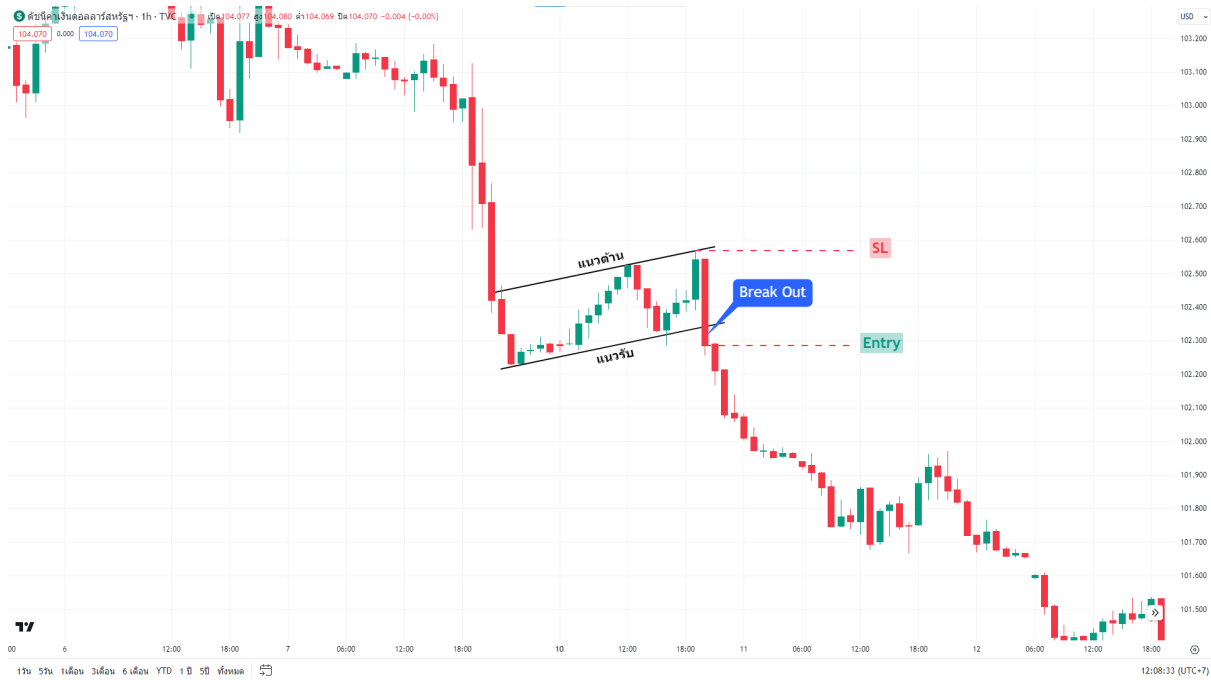 S ดัชนีค่าเงินดอลลาร์สหรัฐฯ · 1h · TVC เปิด104.077 สูง104.080 ต่ำ104.069 ปิด104.070 -0.004 (-0.00%)
USD
104.070 0.000 104.070
103.200
103.100
103.000
102.900
102.800
102.700
102.600
SL
แนวต้าน
102.500
Break Out
102.400
Entry
102.300
แนวรับ
102.200
102.100
102.000
101.900
101.800
101.700
101.600
101.500
00 6 12:00 18:00 7 06:00 12:00 18:00 10 12:00 18:00 11 06:00 12:00 18:00 12 06:00 12:00 18:00
1วัน 5วัน 1เดือน 3เดือน 6 เดือน YTD 1 ปี 5ปี ทั้งหมด 12:08:33 (UTC+7)